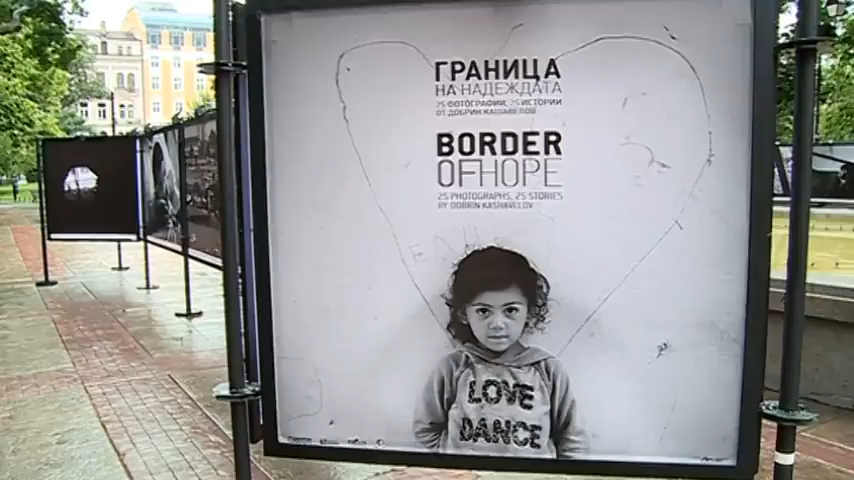 ГРАНИЦА
НА НАДЕЖДАТА
25 ФОТОГРАФИИ, 25 ИСТОРИИ
ОТ ДОБРИН КАШАВЕЛОВ
BORDER
OF HOPE
25 PHOTOGRAPHS, 25 STORIES
BY DOBRIN KASHAVELOV
LOVE
DANCE